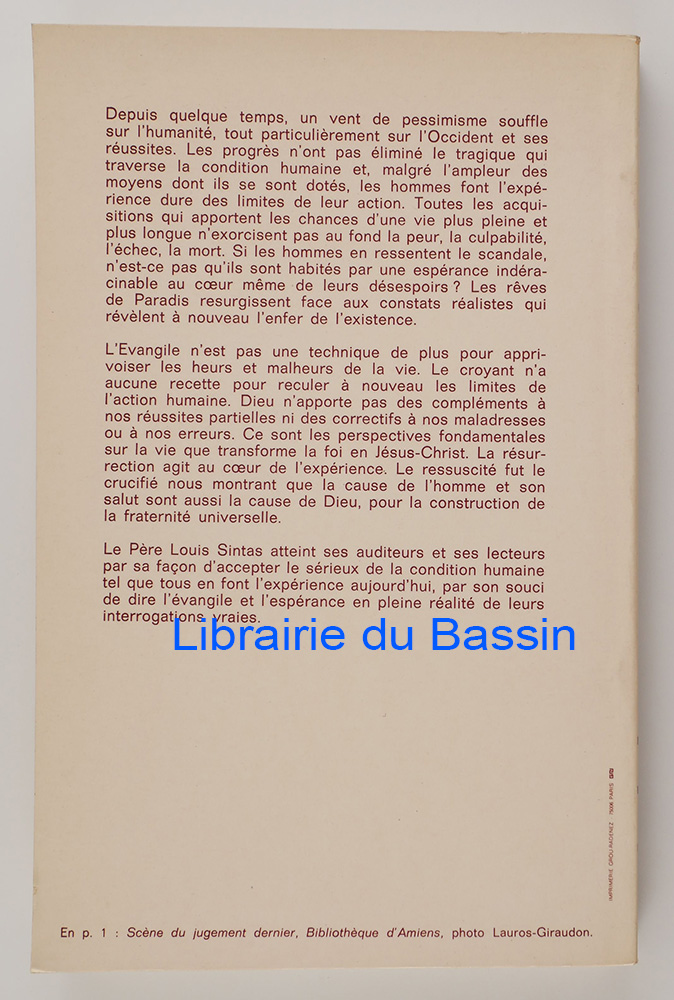 Depuis quelque temps, un vent de pessimisme souffle
sur l'humanité, tout particulièrement sur l'Occident et ses
réussites. Les progrès n'ont pas éliminé le tragique qui
traverse la condition humaine et, malgré l'ampleur des
moyens dont ils se sont dotés, les hommes font l'expé-
rience dure des limites de leur action. Toutes les acqui-
sitions qui apportent les chances d'une vie plus pleine et
plus longue n'exorcisent pas au fond la peur, la culpabilité,
l'échec, la mort. Si les hommes en ressentent le scandale,
n'est-ce pas qu'ils sont habités par une espérance indéra-
cinable au cœur même de leurs désespoirs ? Les rêves
de Paradis resurgissent face aux constats réalistes qui
révèlent à nouveau l'enfer de l'existence.
L'Evangile n'est pas une technique de plus pour appri-
voiser les heurs et malheurs de la vie. Le croyant n'a
aucune recette pour reculer à nouveau les limites de
l'action humaine. Dieu n'apporte pas des compléments à
nos réussites partielles ni des correctifs à nos maladresses
ou à nos erreurs. Ce sont les perspectives fondamentales
sur la vie que transforme la foi en Jésus-Christ. La résur-
rection agit au cœur de l'expérience. Le ressuscité fut le
crucifié nous montrant que la cause de l'homme et son
salut sont aussi la cause de Dieu, pour la construction de
la fraternité universelle.
Le Père Louis Sintas atteint ses auditeurs et ses lecteurs
par sa façon d'accepter le sérieux de la condition humaine
tel que tous en font l'expérience aujourd'hui, par son souci
de dire l'évangile et l'espérance en pleine réalité de leurs
interrogations vraies.
Librairie du Bassin
IMPRIMERIE GROU-RADENEZ 75006 PARIS
En p. 1 : Scène du jugement dernier, Bibliothèque d'Amiens, photo Lauros-Giraudon.